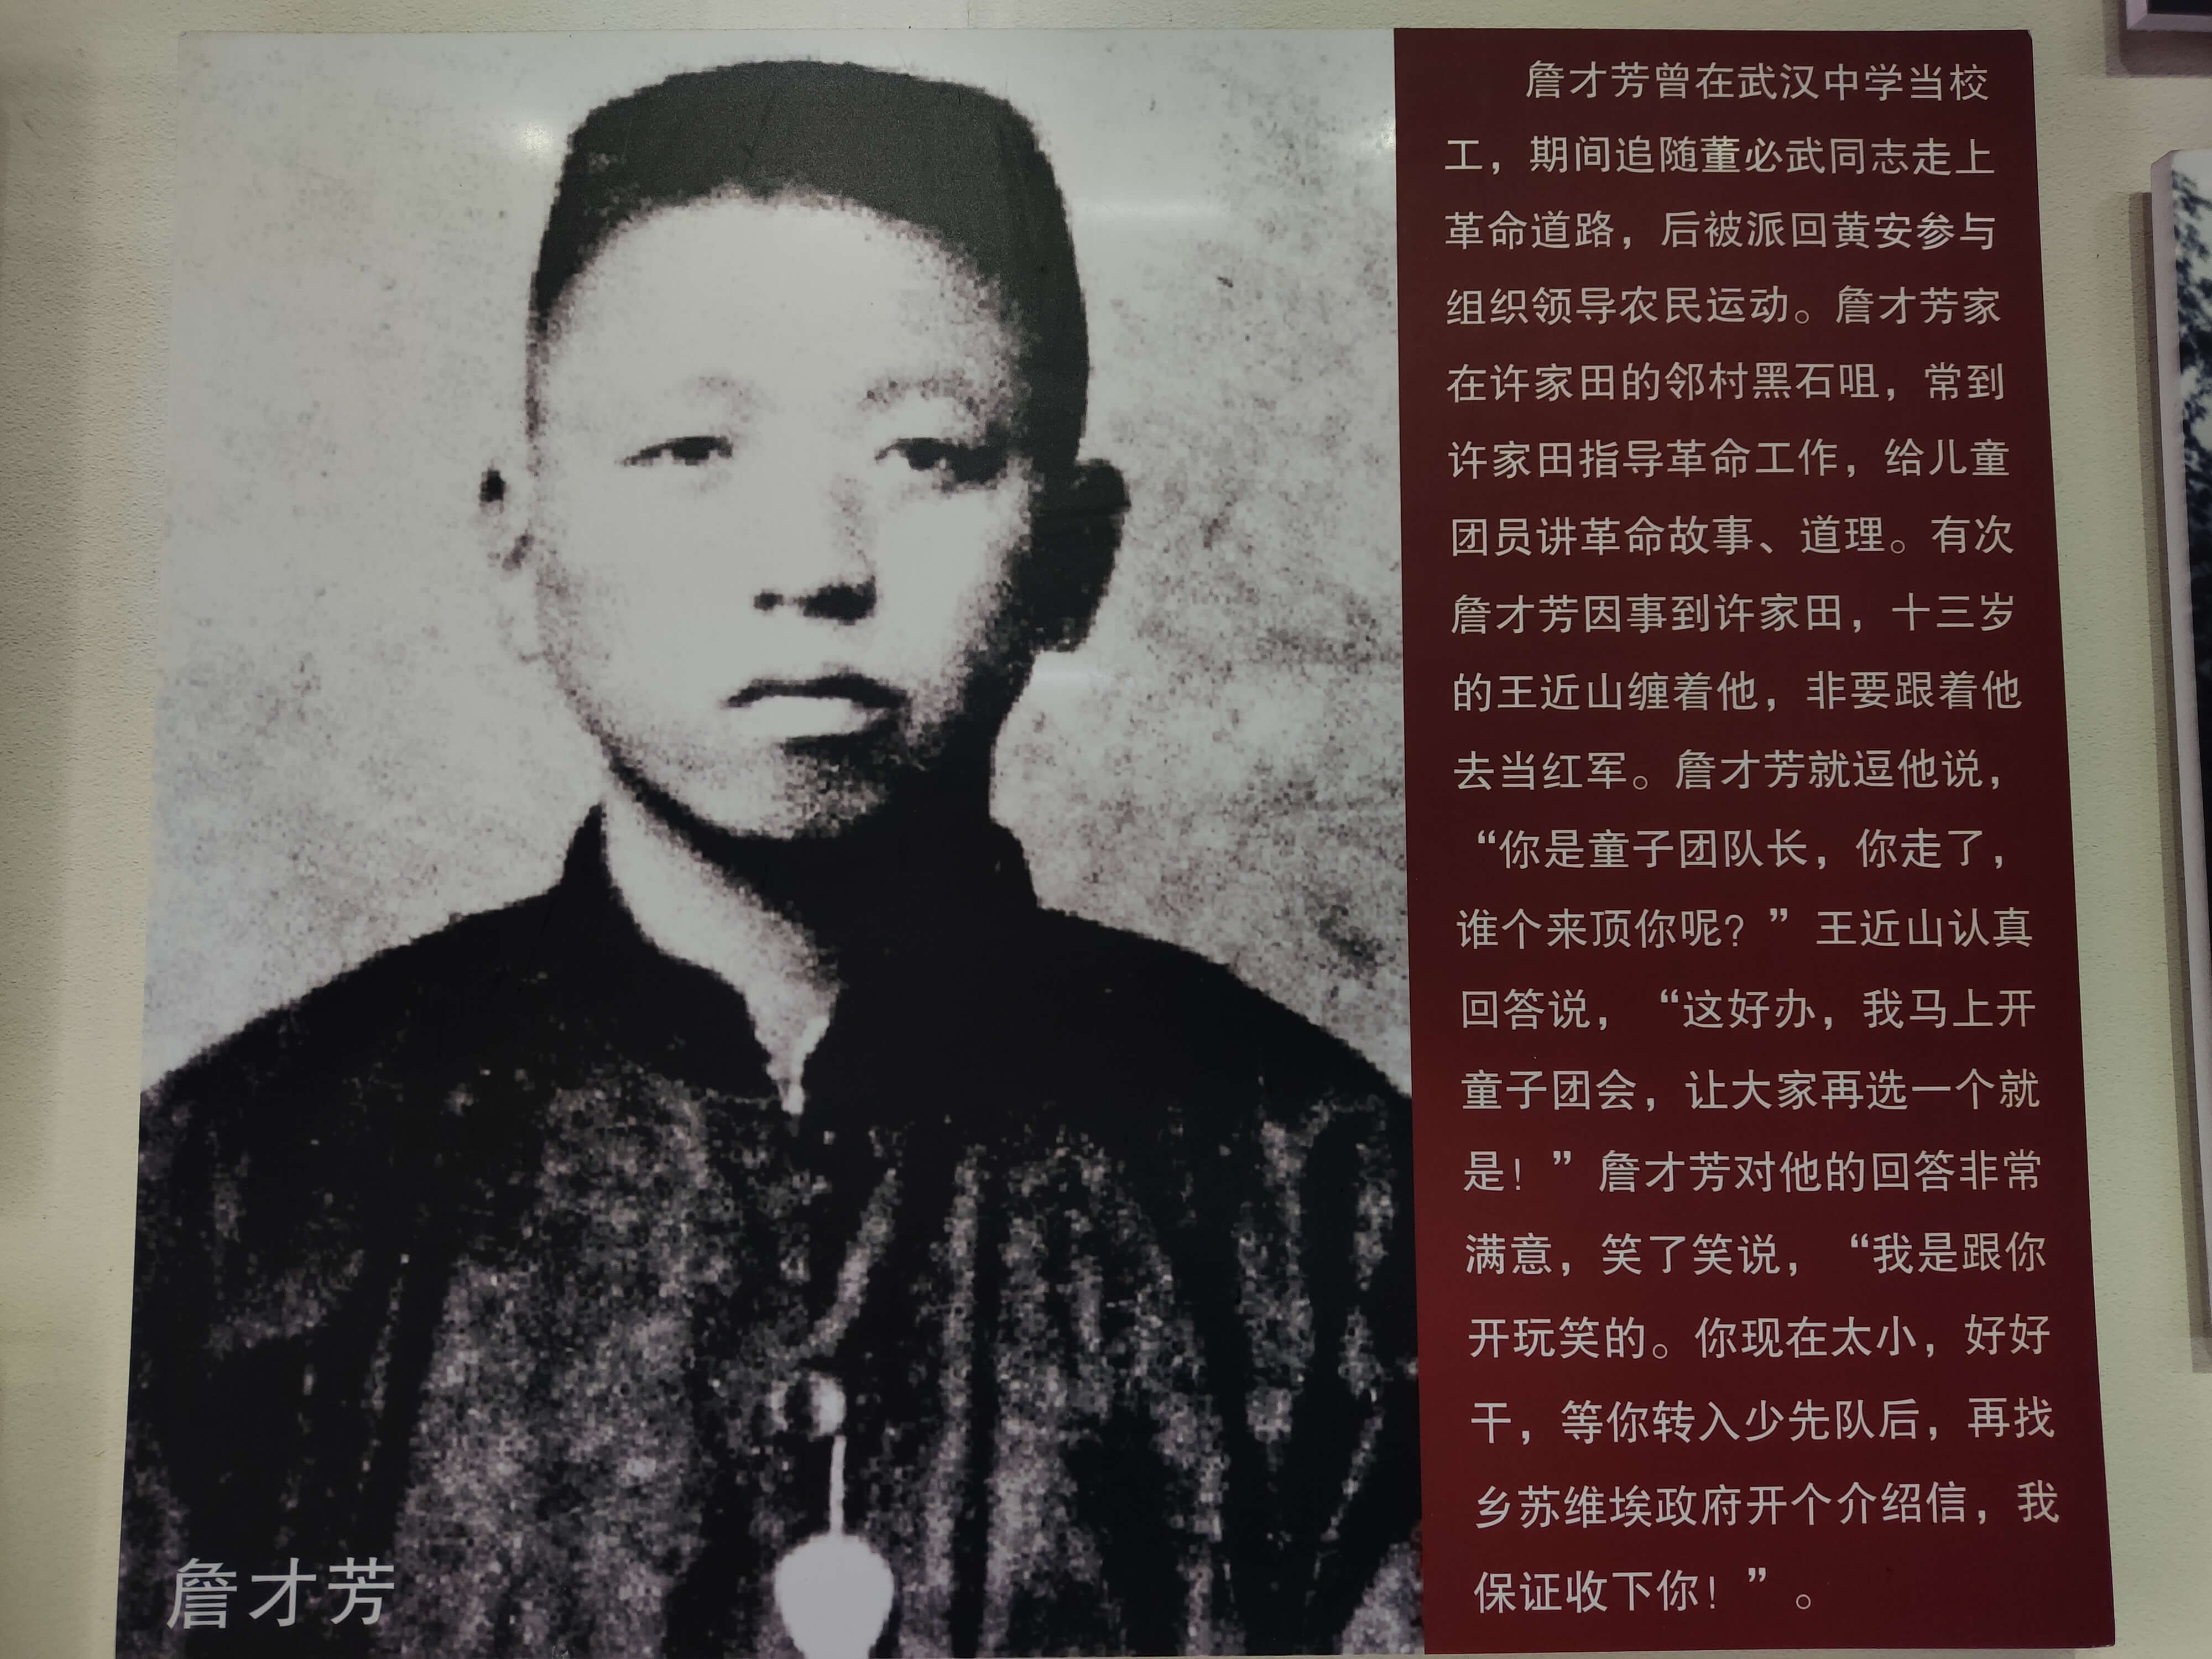 詹才芳曾在武汉中学当校
工，期间追随董必武同志走上
革命道路，后被派回黄安参与
组织领导农民运动。詹才芳家
在许家田的邻村黑石咀，常到
许家田指导革命工作，给儿童
团员讲革命故事、道理。有次
詹才芳因事到许家田，十三岁
的王近山缠着他，非要跟着他
去当红军。詹才芳就逗他说，
“你是童子团队长，你走了，
谁个来顶你呢？”王近山认真
回答说，“这好办，我马上开
童子团会，让大家再选一个就
是！”詹才芳对他的回答非常
满意，笑了笑说，“我是跟你
开玩笑的。你现在太小，好好
干，等你转入少先队后，再找
乡苏维埃政府开个介绍信，我
保证收下你！”。
詹才芳